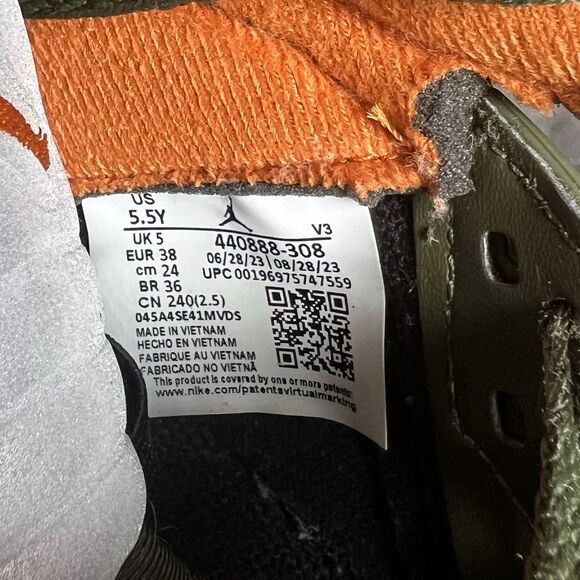 US
5.5Y
V3
UK 5
440888-308
EUR 38
06/28/23 08/28/23
cm 24
UPC 00196975747559
BR 36
CN 240(2.5)
045A4SE41MVDS
MADE IN VIETNAM
HECHO EN VIETNAM
FABRIQUE AU VIETNAM
FABRICADO NO VIETNÃ
This product is covered by one or more patents:
www.nike.com/patentsvirtualmarking